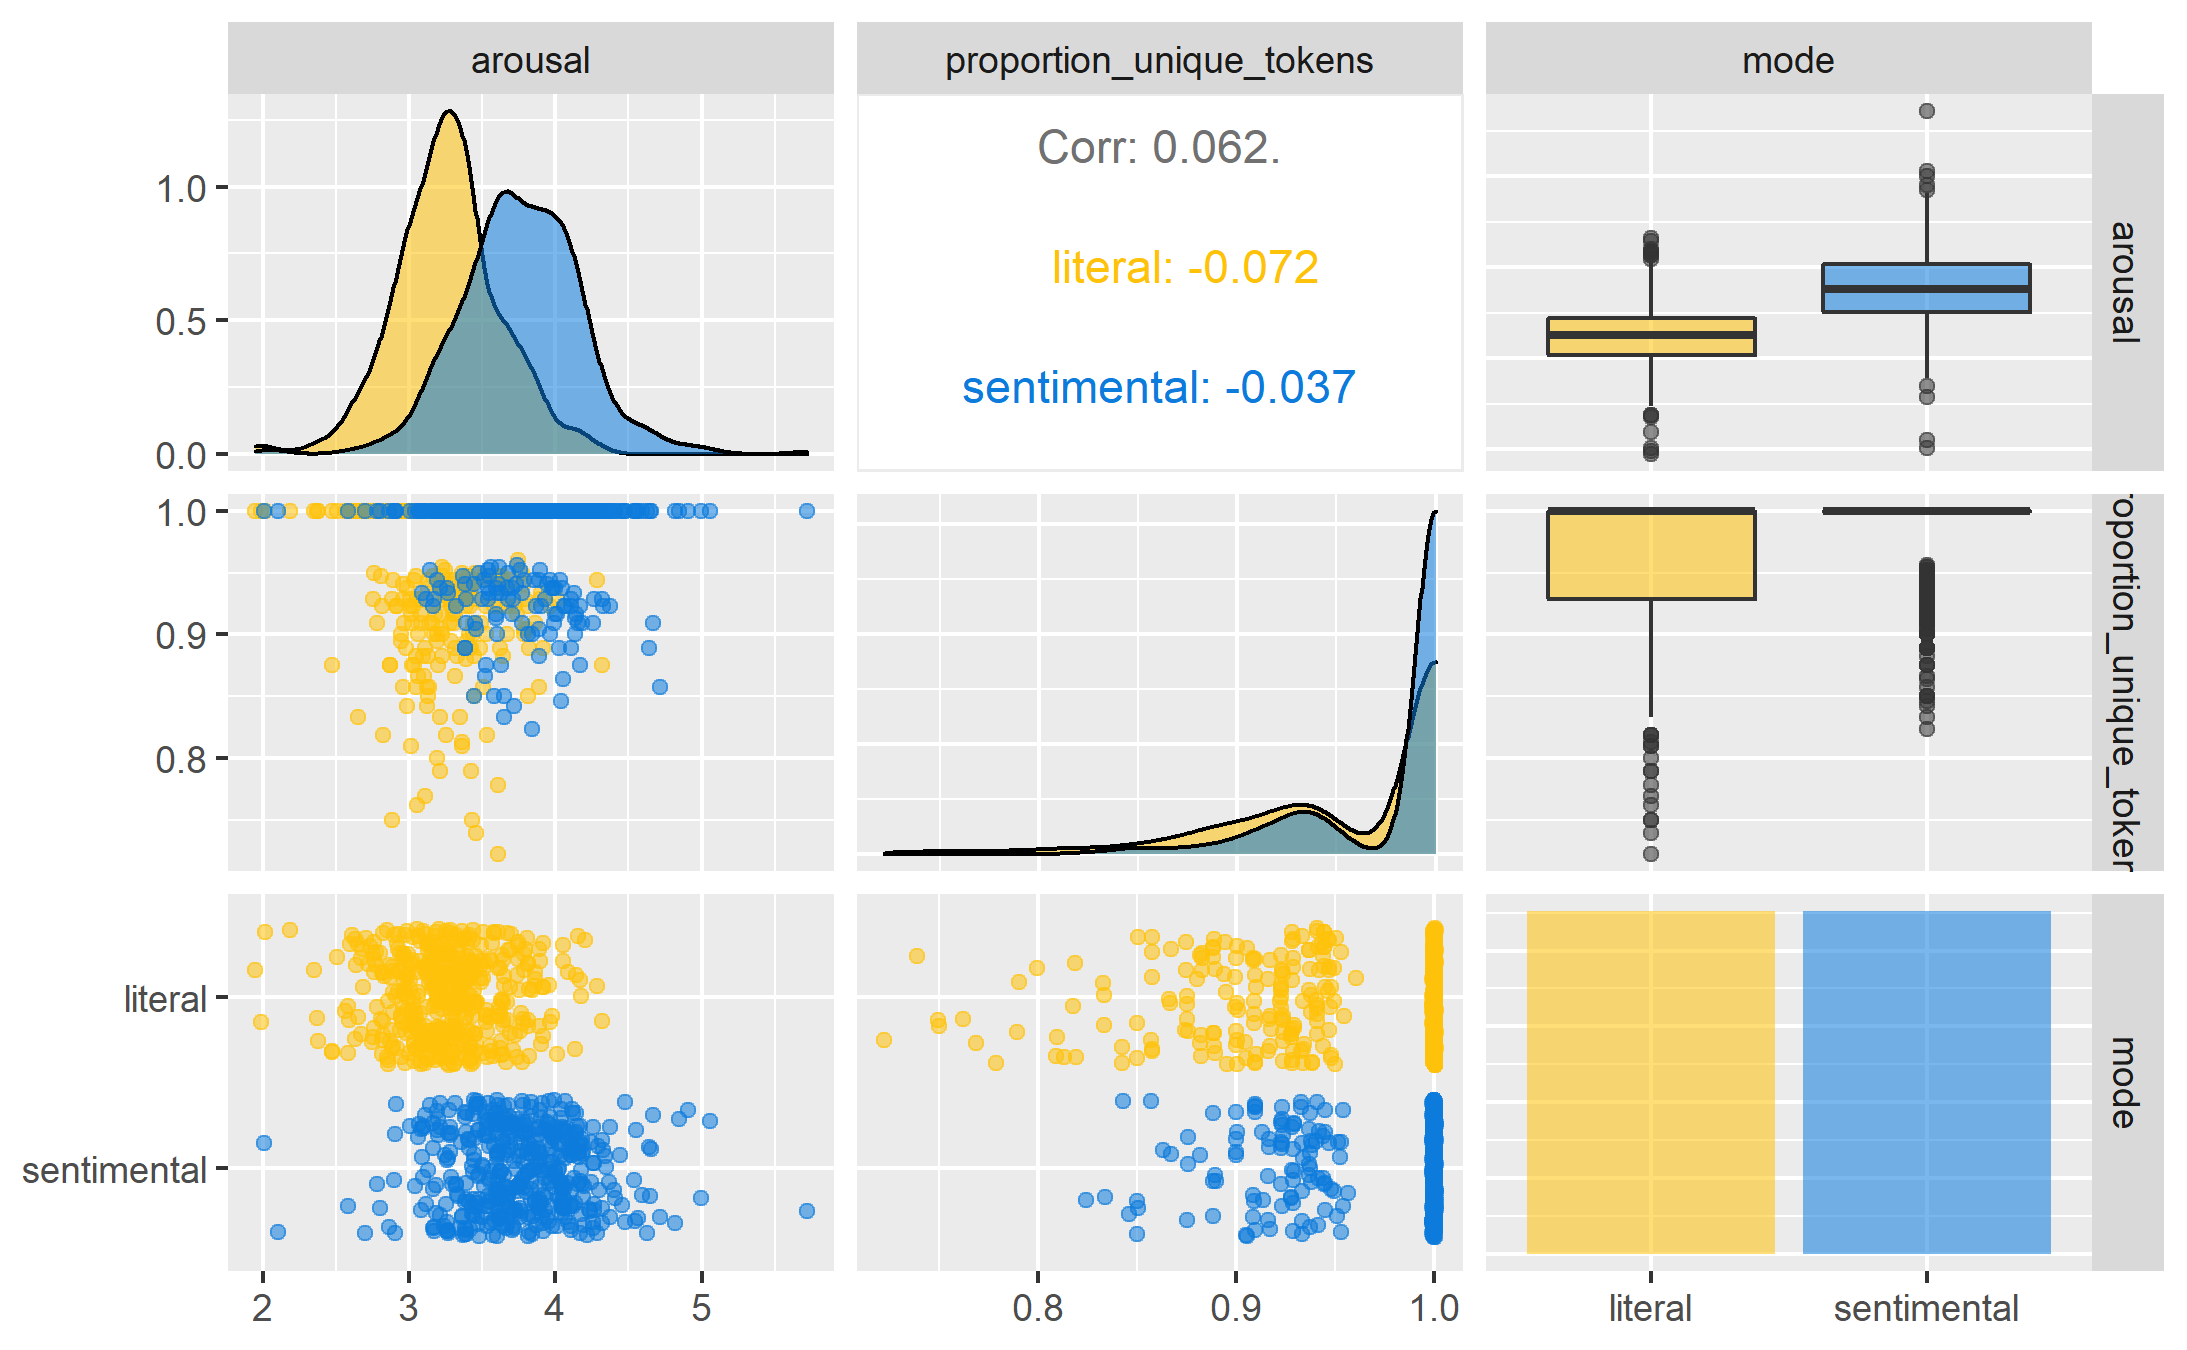 arousal
proportion_unique_tokens
mode
1.0
0.5
0.0
Corr: 0.062.
literal: -0.072
sentimental: -0.037
arousal
1.0
0.9
0.8
oportion_unique_token
literal
sentimental
mode
2
3
4
5
0.8
0.9
1.0
literal
sentimental